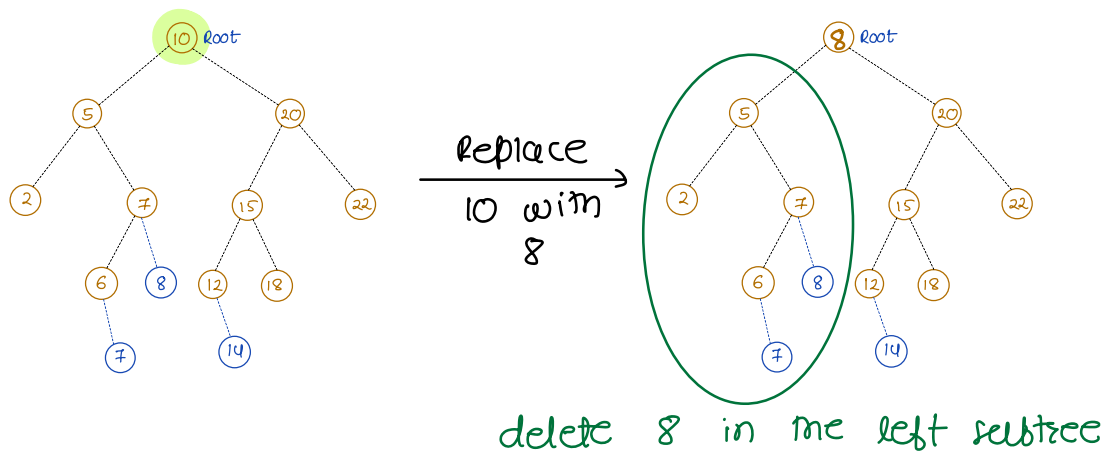 10 Root
5 20
2 7 15 22
6 8 12 18
7 14
Replace
10 with
8
8 Root
5 20
2 7 15 22
6 8 12 18
7 14
delete 8 in the left subtree